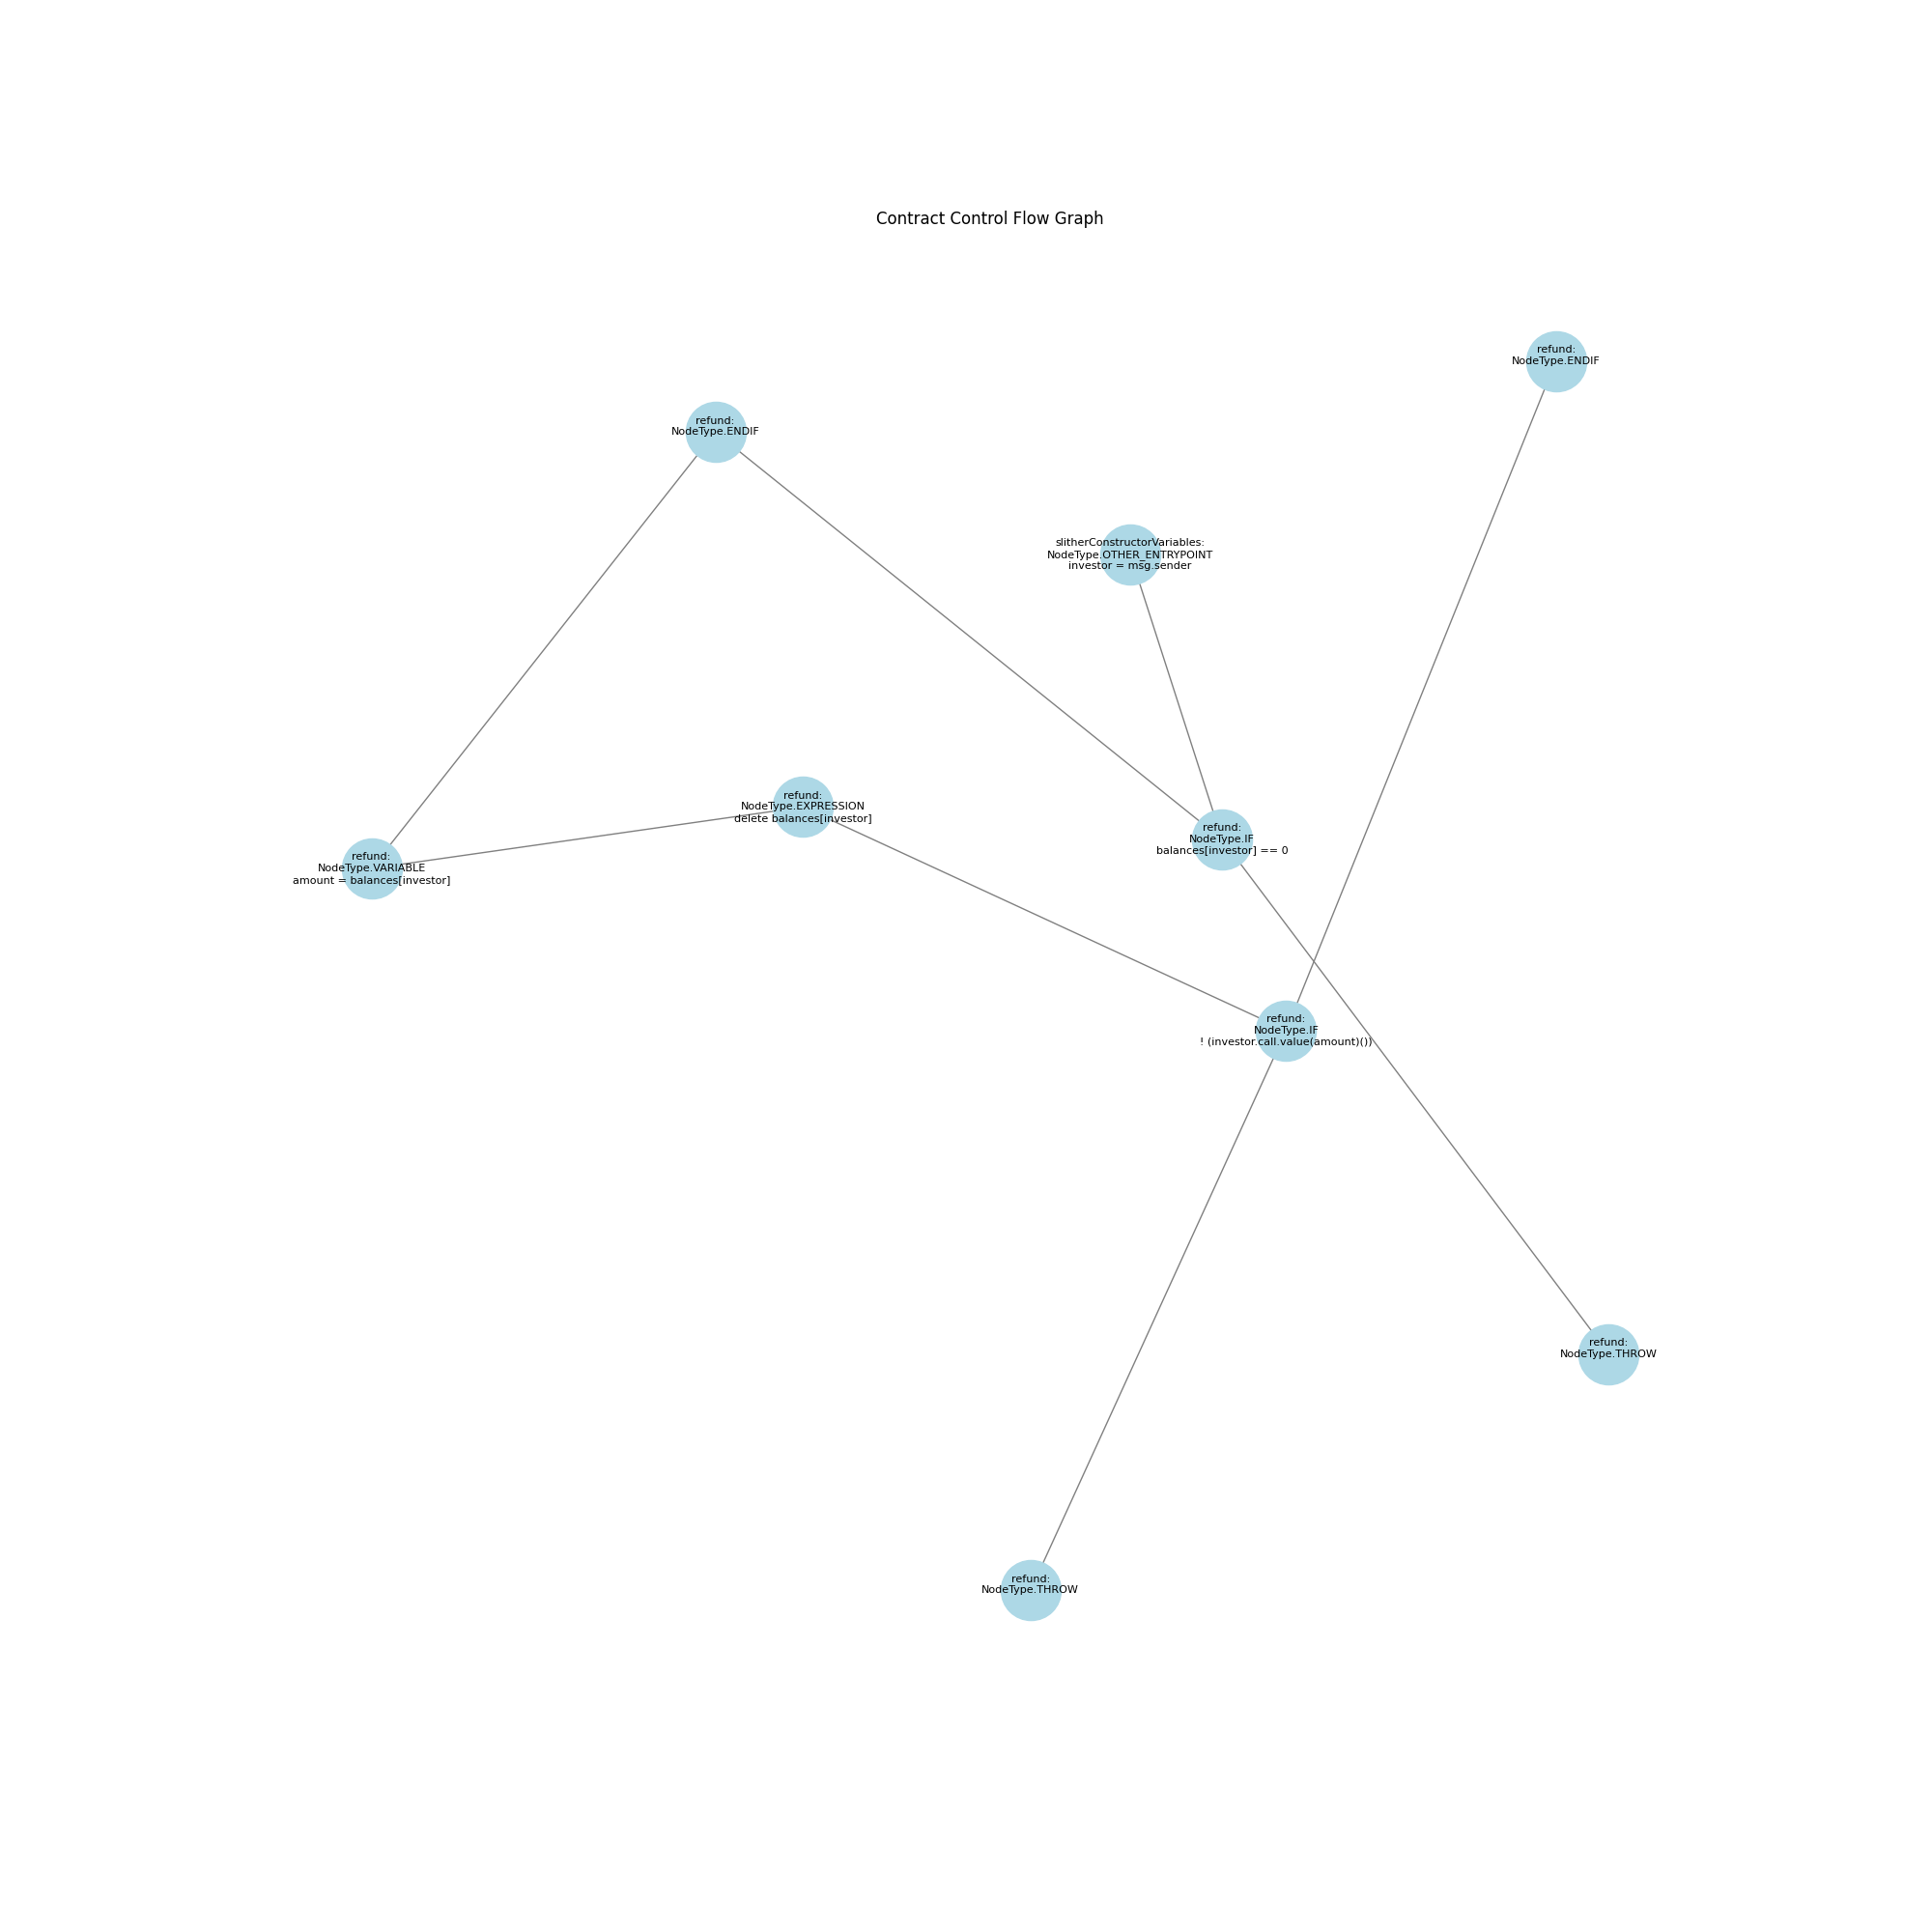 Contract Control Flow Graph
refund:
NodeType.ENDIF
refund:
NodeType.ENDIF
slitherConstructorVariables:
NodeType.OTHER_ENTRYPOINT
investor = msg.sender
refund:
NodeType.EXPRESSION
delete balances[investor]
refund:
NodeType.IF
balances[investor] == 0
refund:
NodeType.VARIABLE
amount = balances[investor]
refund:
NodeType.IF
! (investor.call.value(amount)())
refund:
NodeType.THROW
refund:
NodeType.THROW